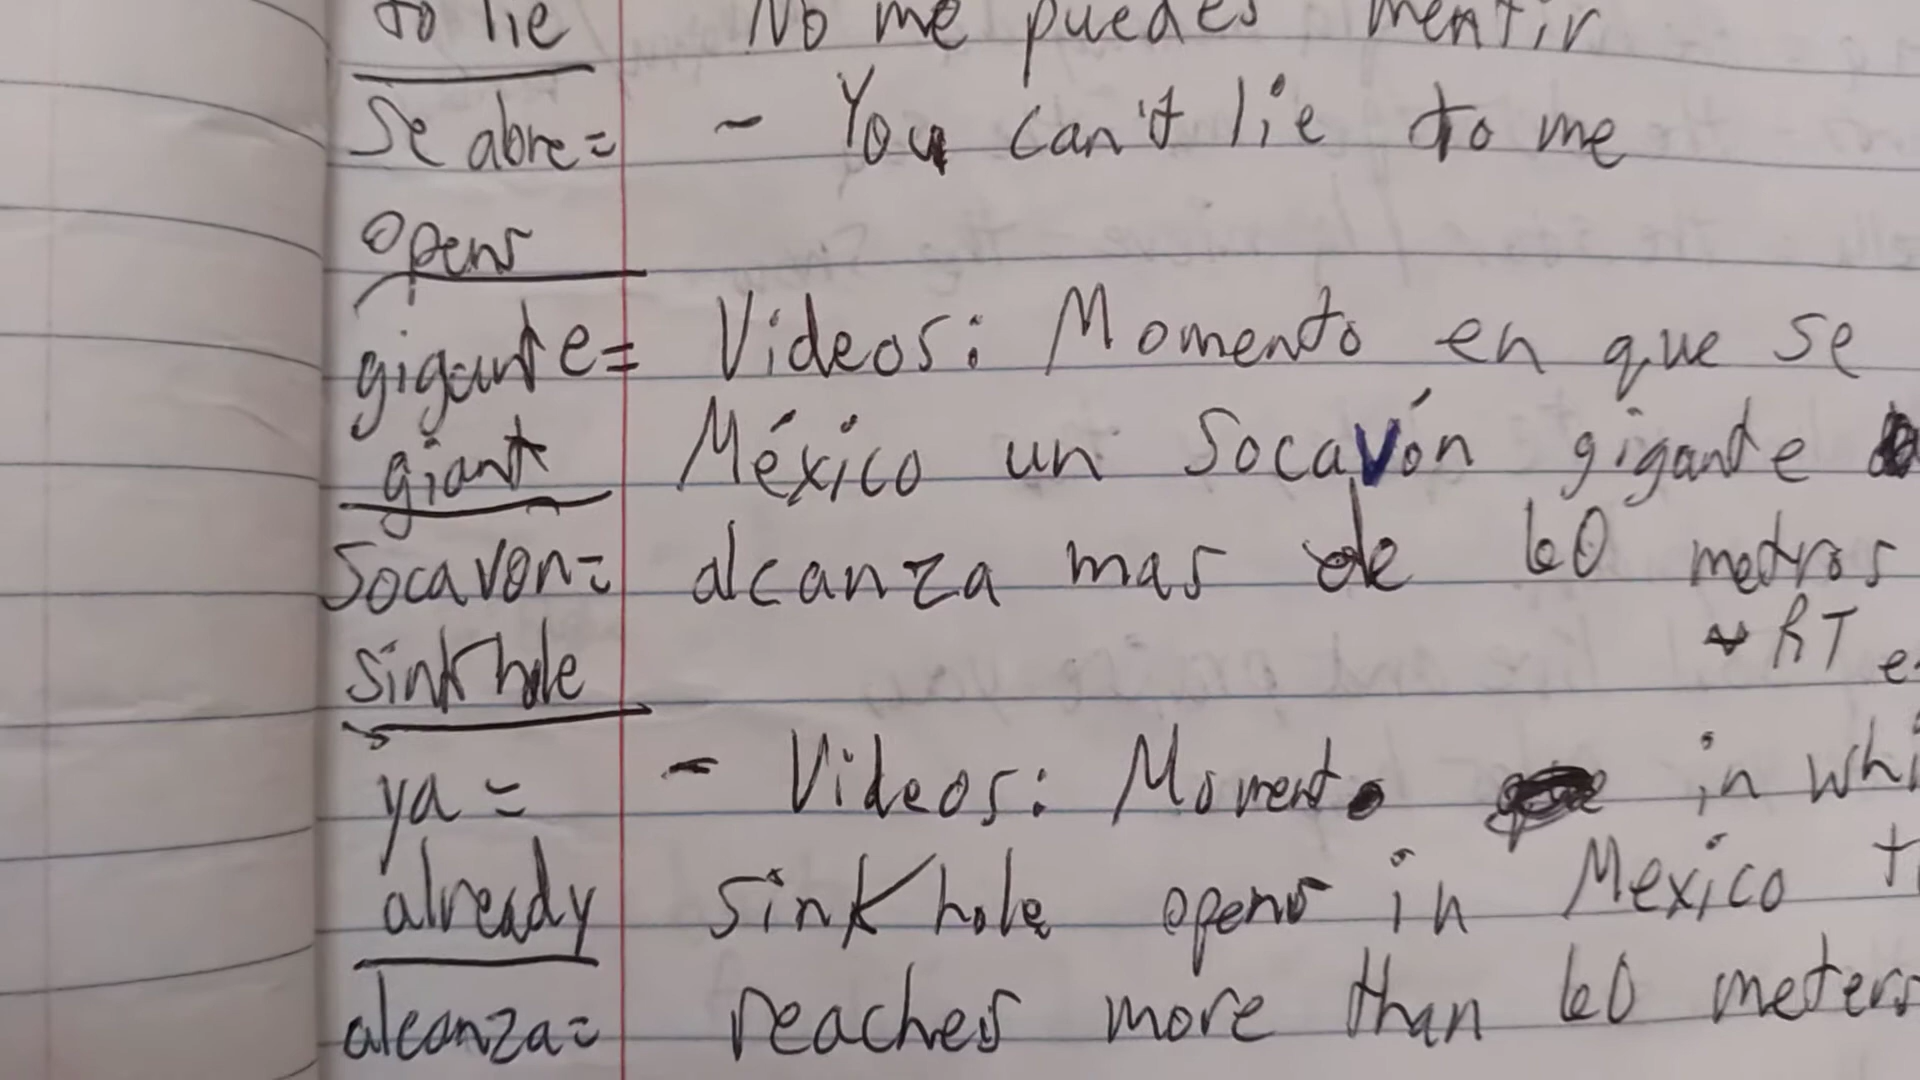 to lie No me puedes mentir
Se abre= - You can't lie to me
opens
gigante= Videos: Momento en que se
giant México un Socavón gigante
Socavon= alcanza mas de 60 metros
~ RT
sinkhole
ya = - Videos: Moment in whi
already sinkhole opens in Mexico
alcanza= reaches more than 60 meters